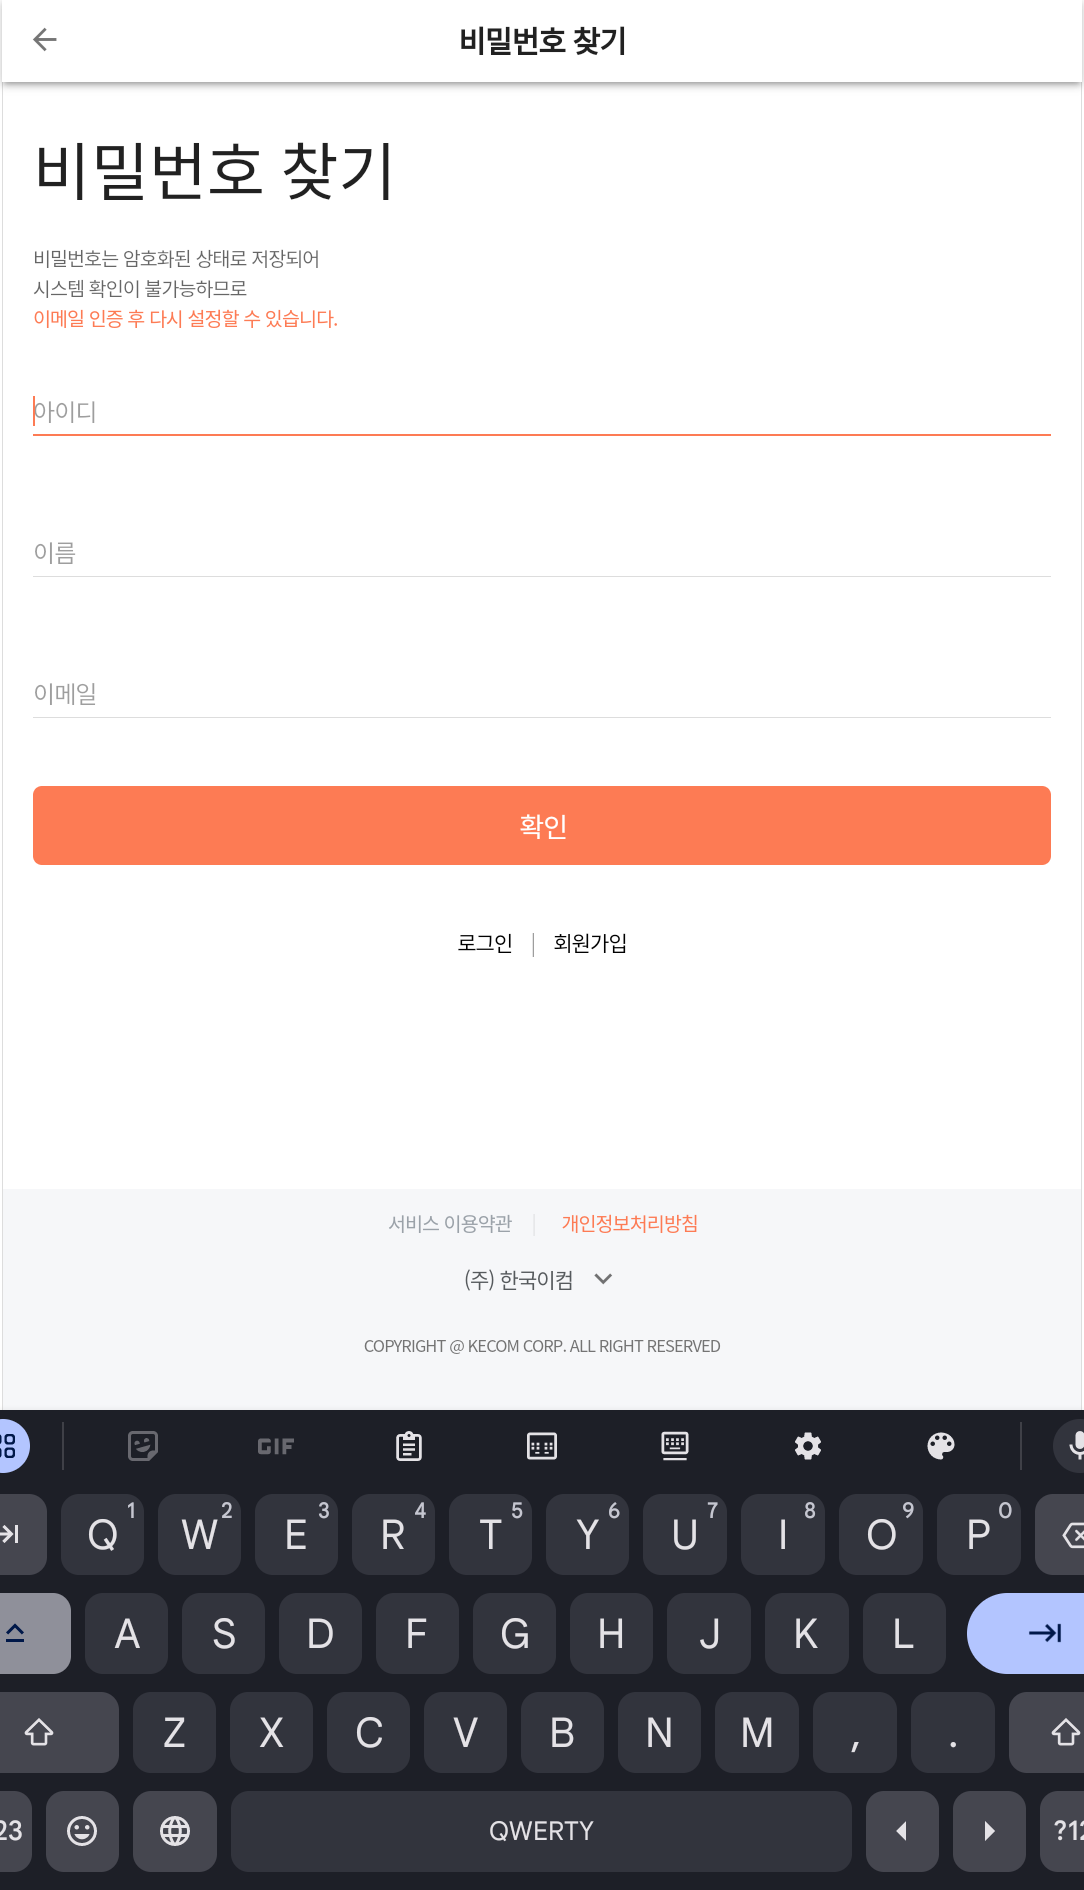 비밀번호 찾기
비밀번호 찾기
비밀번호는 암호화된 상태로 저장되어
시스템 확인이 불가능하므로
이메일 인증 후 다시 설정할 수 있습니다.
아이디
이름
이메일
확인
로그인 | 회원가입
서비스 이용약관 | 개인정보처리방침
(주) 한국이컴
COPYRIGHT @ KECOM CORP. ALL RIGHT RESERVED
GIF
Q 1 W 2 E 3 R 4 T 5 Y 6 U 7 I 8 O 9 P 0
A S D F G H J K L
Z X C V B N M , .
23 QWERTY ?12